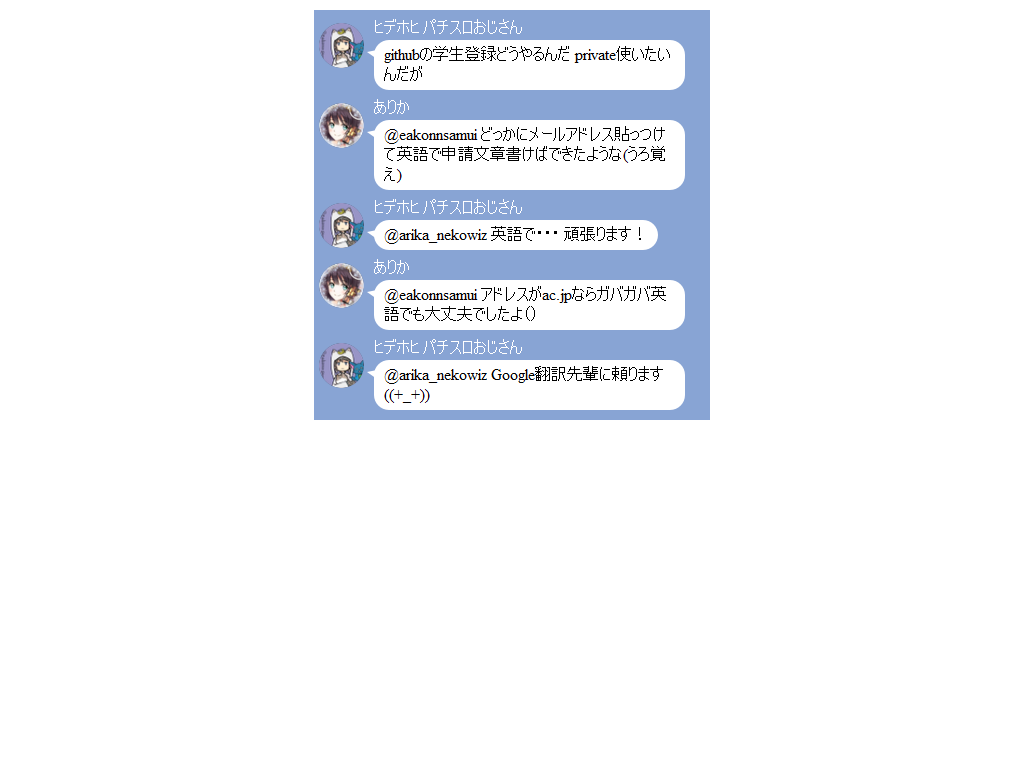 ヒデホヒ パチスロおじさん
githubの学生登録どうやるんだ private使いたい
んだが
ありか
@eakonnsamui どっかにメールアドレス貼っつけ
て英語で申請文章書けばできたような(うろ覚
え)
ヒデホヒ パチスロおじさん
@arika_nekowiz 英語で・・・ 頑張ります！
ありか
@eakonnsamui アドレスがac.jpならガバガバ英
語でも大丈夫でしたよ()
ヒデホヒ パチスロおじさん
@arika_nekowiz Google翻訳先輩に頼ります
((+_+))